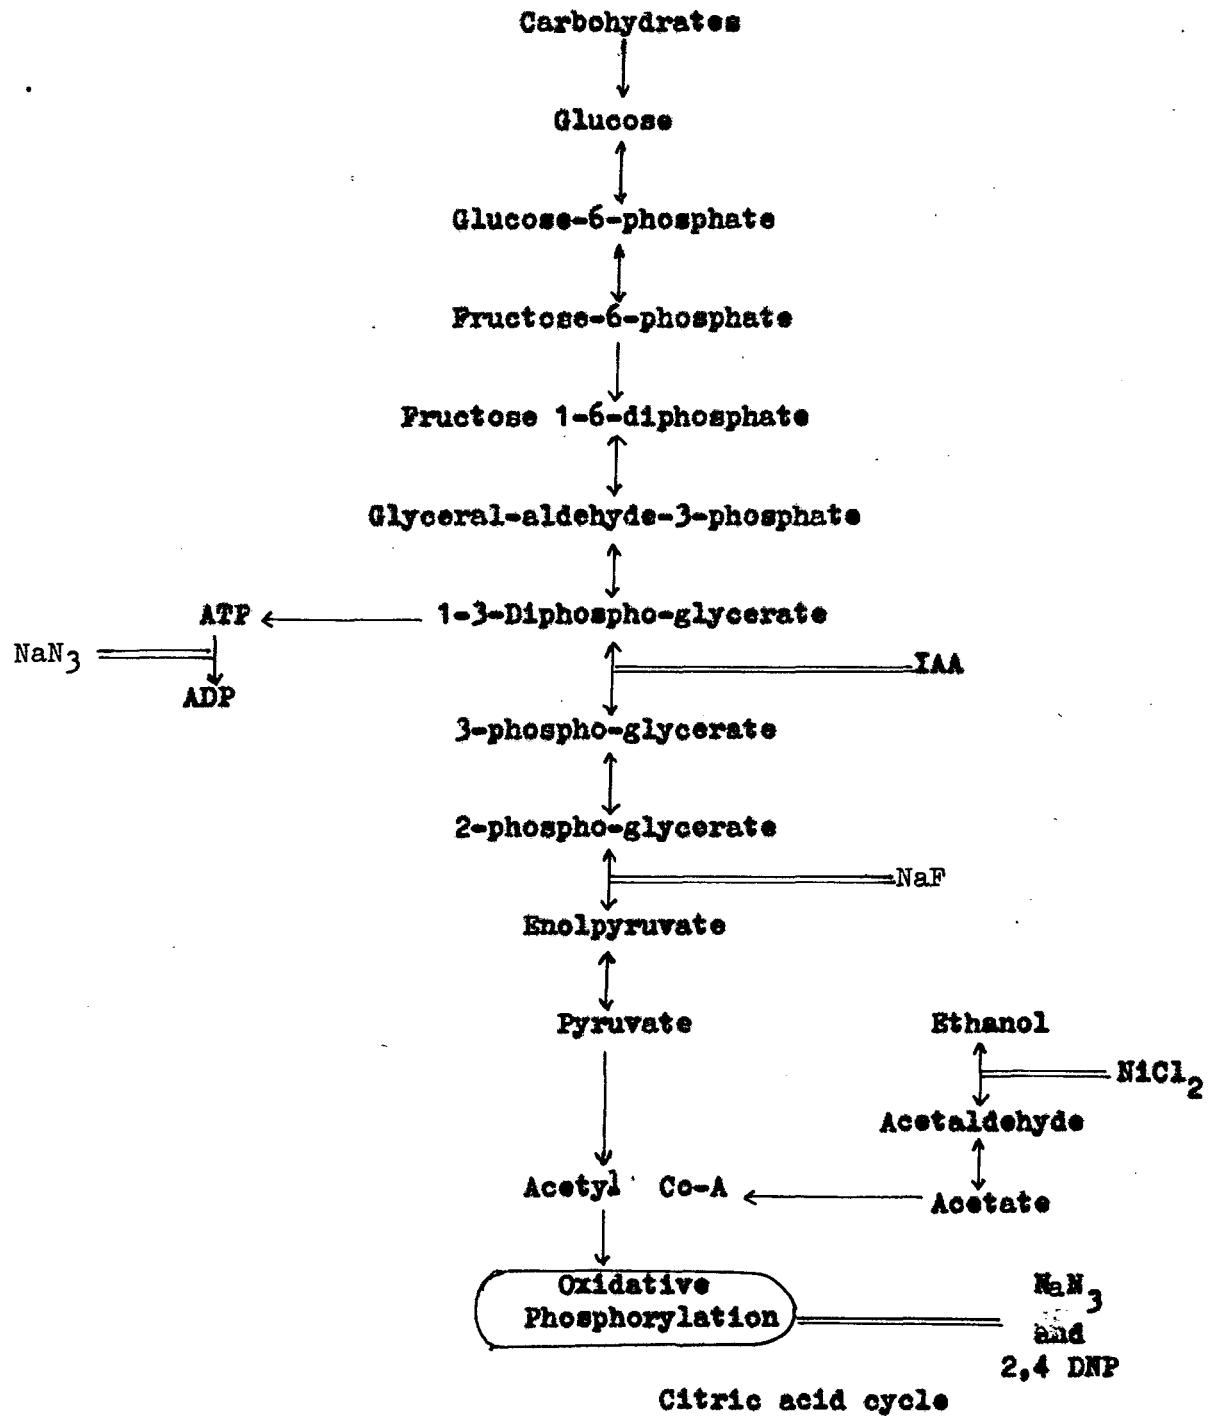 Carbohydrates
Glucose
Glucose-6-phosphate
Fructose-6-phosphate
Fructose 1-6-diphosphate
Glyceral-aldehyde-3-phosphate
ATP 1-3-Diphospho-glycerate
NaN3 IAA
ADP
3-phospho-glycerate
2-phospho-glycerate
NaF
Enolpyruvate
Pyruvate Ethanol
NiCl2
Acetaldehyde
Acetyl Co-A Acetate
Oxidative
Phosphorylation
NaN3
and
2,4 DNP
Citric acid cycle